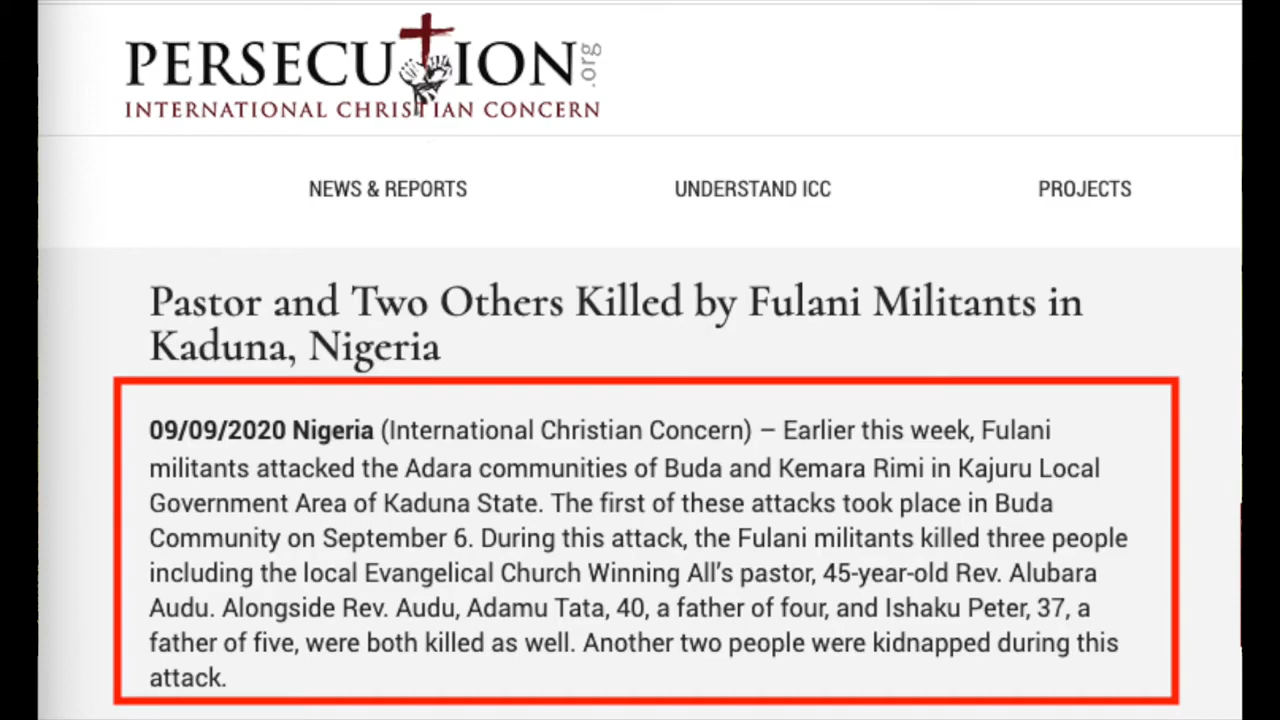 PERSECUTION.org
INTERNATIONAL CHRISTIAN CONCERN
NEWS & REPORTS UNDERSTAND ICC PROJECTS
Pastor and Two Others Killed by Fulani Militants in
Kaduna, Nigeria
09/09/2020 Nigeria (International Christian Concern) – Earlier this week, Fulani
militants attacked the Adara communities of Buda and Kemara Rimi in Kajuru Local
Government Area of Kaduna State. The first of these attacks took place in Buda
Community on September 6. During this attack, the Fulani militants killed three people
including the local Evangelical Church Winning All’s pastor, 45-year-old Rev. Alubara
Audu. Alongside Rev. Audu, Adamu Tata, 40, a father of four, and Ishaku Peter, 37, a
father of five, were both killed as well. Another two people were kidnapped during this
attack.